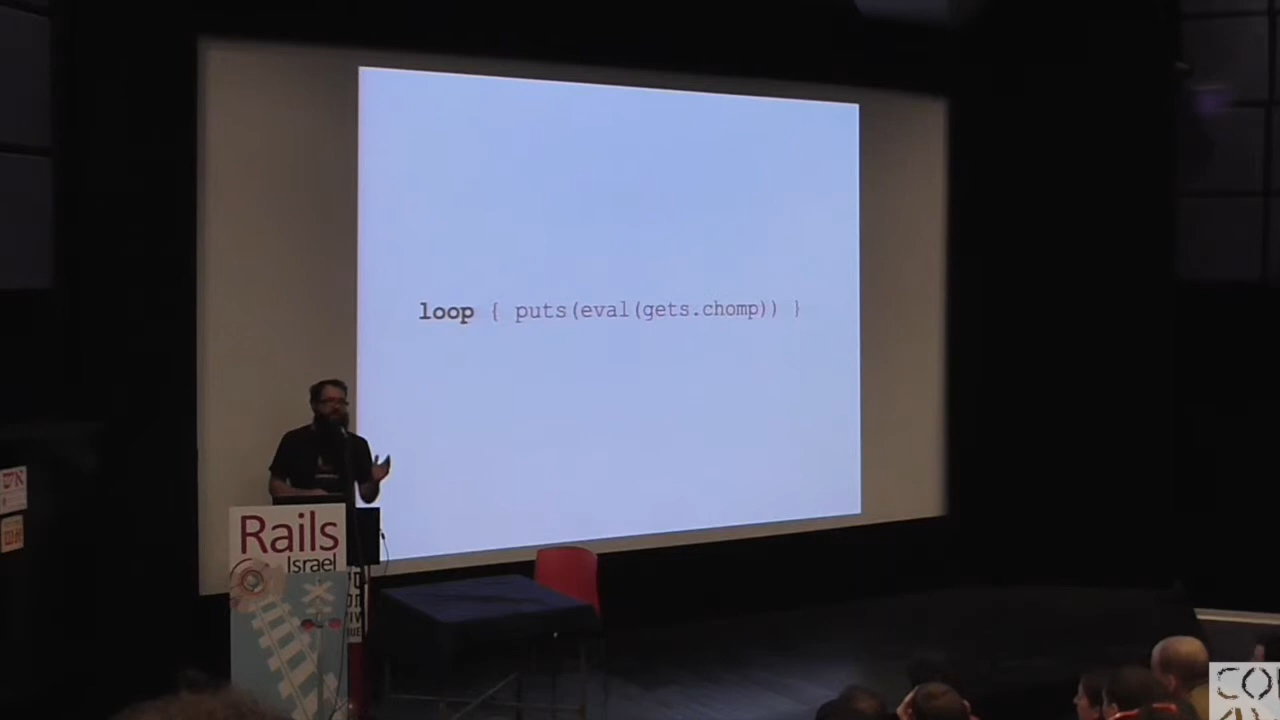 loop { puts(eval(gets.chomp)) }
Rails
Israel